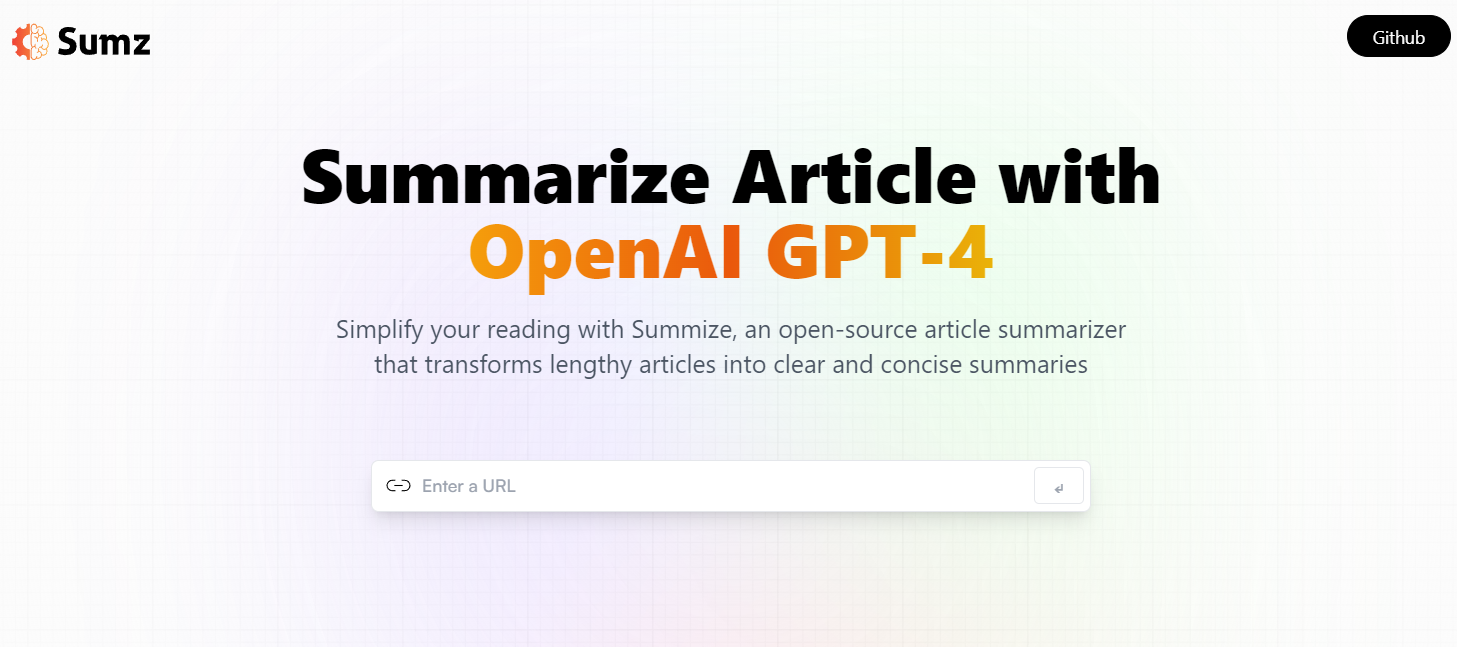 Sumz
Github
Summarize Article with
OpenAI GPT-4
Simplify your reading with Summize, an open-source article summarizer
that transforms lengthy articles into clear and concise summaries
Enter a URL
↲